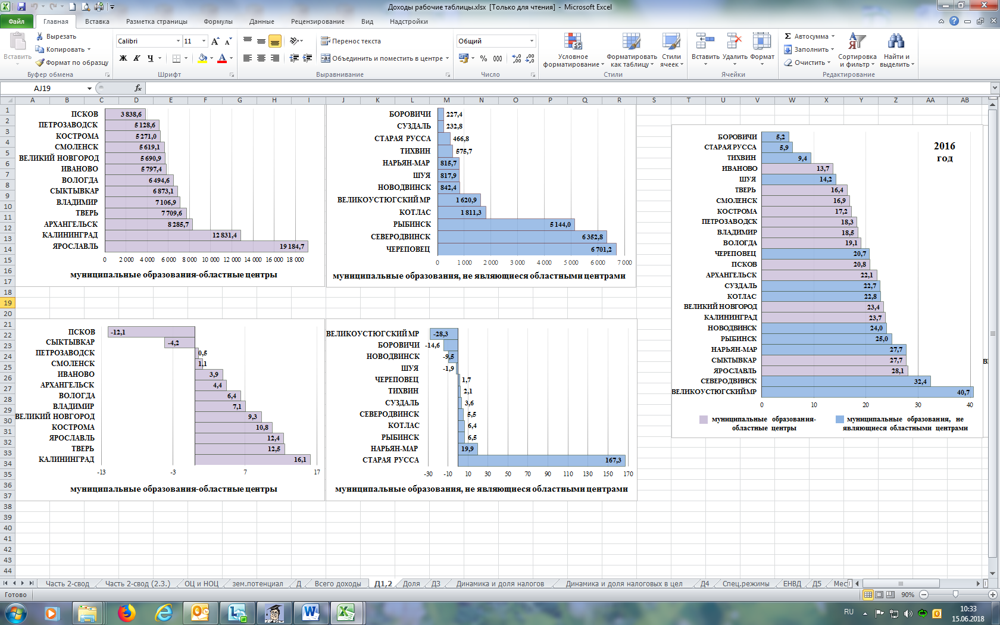 Доходы рабочие таблицы.xlsx [Только для чтения] - Microsoft Excel
Файл Главная Вставка Разметка страницы Формулы Данные Рецензирование Вид Надстройки
Вставить
Вырезать
Копировать
Формат по образцу
Буфер обмена
Calibri 11
Ж К Ч А
Шрифт
Перенос текста
Объединить и поместить в центре
Выравнивание
Общий
% 000
Число
Условное форматирование
Форматировать как таблицу
Стили ячеек
Стили
Вставить Удалить Формат
Ячейки
Σ Автосумма
Заполнить
Очистить
Сортировка и фильтр
Найти и выделить
Редактирование
AJ19 fx
A B C D E F G H I J K L M N O P Q R S T U V W X Y Z AA AB
1
2
3
4
5
6
7
8
9
10
11
12
13
14
15
16
17
18
19
20
21
22
23
24
25
26
27
28
29
30
31
32
33
34
35
36
37
38
39
40
41
42
43
44
ПСКОВ 3 838,6
ПЕТРОЗАВОДСК 5 128,6
КОСТРОМА 5 271,0
СМОЛЕНСК 5 619,1
ВЕЛИКИЙ НОВГОРОД 5 690,9
ИВАНОВО 5 797,4
ВОЛОГДА 6 494,6
СЫКТЫВКАР 6 873,1
ВЛАДИМИР 7 106,9
ТВЕРЬ 7 709,6
АРХАНГЕЛЬСК 8 285,7
КАЛИНИНГРАД 12 831,4
ЯРОСЛАВЛЬ 19 184,7
0 2 000 4 000 6 000 8 000 10 000 12 000 14 000 16 000 18 000
муниципальные образования-областные центры
БОРОВИЧИ 227,4
СУЗДАЛЬ 232,8
СТАРАЯ РУССА 466,8
ТИХВИН 575,7
НАРЬЯН-МАР 815,7
ШУЯ 817,9
НОВОДВИНСК 842,4
ВЕЛИКОУСТЮГСКИЙ МР 1 620,9
КОТЛАС 1 811,3
РЫБИНСК 5 144,0
СЕВЕРОДВИНСК 6 352,8
ЧЕРЕПОВЕЦ 6 701,2
0 1 000 2 000 3 000 4 000 5 000 6 000 7 000
муниципальные образования, не являющиеся областными центрами
2016
год
БОРОВИЧИ 5,2
СТАРАЯ РУССА 5,9
ТИХВИН 9,4
ИВАНОВО 13,7
ШУЯ 14,2
ТВЕРЬ 16,4
СМОЛЕНСК 16,9
КОСТРОМА 17,2
ПЕТРОЗАВОДСК 18,3
ВЛАДИМИР 18,5
ВОЛОГДА 19,1
ЧЕРЕПОВЕЦ 20,7
ПСКОВ 20,8
АРХАНГЕЛЬСК 22,1
СУЗДАЛЬ 22,7
КОТЛАС 22,8
ВЕЛИКИЙ НОВГОРОД 23,4
КАЛИНИНГРАД 23,7
НОВОДВИНСК 24,0
РЫБИНСК 25,0
НАРЬЯН-МАР 27,7
СЫКТЫВКАР 27,7
ЯРОСЛАВЛЬ 28,1
СЕВЕРОДВИНСК 32,4
ВЕЛИКОУСТЮГСКИЙ МР 40,7
0 10 20 30 40
муниципальные образования-
областные центры
муниципальные образования, не
являющиеся областными центрами
ПСКОВ -12,1
СЫКТЫВКАР -4,2
ПЕТРОЗАВОДСК 0,5
СМОЛЕНСК 1,1
ИВАНОВО 3,9
АРХАНГЕЛЬСК 4,4
ВОЛОГДА 6,4
ВЛАДИМИР 7,1
ВЕЛИКИЙ НОВГОРОД 9,3
КОСТРОМА 10,8
ЯРОСЛАВЛЬ 12,4
ТВЕРЬ 12,5
КАЛИНИНГРАД 16,1
-13 -3 7 17
муниципальные образования-областные центры
ВЕЛИКОУСТЮГСКИЙ МР -28,3
БОРОВИЧИ -14,6
НОВОДВИНСК -9,5
ШУЯ -1,9
ЧЕРЕПОВЕЦ 1,7
ТИХВИН 2,1
СУЗДАЛЬ 3,6
СЕВЕРОДВИНСК 5,5
КОТЛАС 6,4
РЫБИНСК 6,5
НАРЬЯН-МАР 19,9
СТАРАЯ РУССА 167,3
-30 -10 10 30 50 70 90 110 130 150 170
муниципальные образования, не являющиеся областными центрами
Часть 2-свод Часть 2-свод (2.3.) ОЦ и НОЦ зем.потенциал Д Всего доходы Д1,2 Доля Д3 Динамика и доля налогов Динамика и доля налоговых в цел Д4 Спец.режимы ЕНВД Д5 Мест
Готово 90%
RU 10:33
15.06.2018